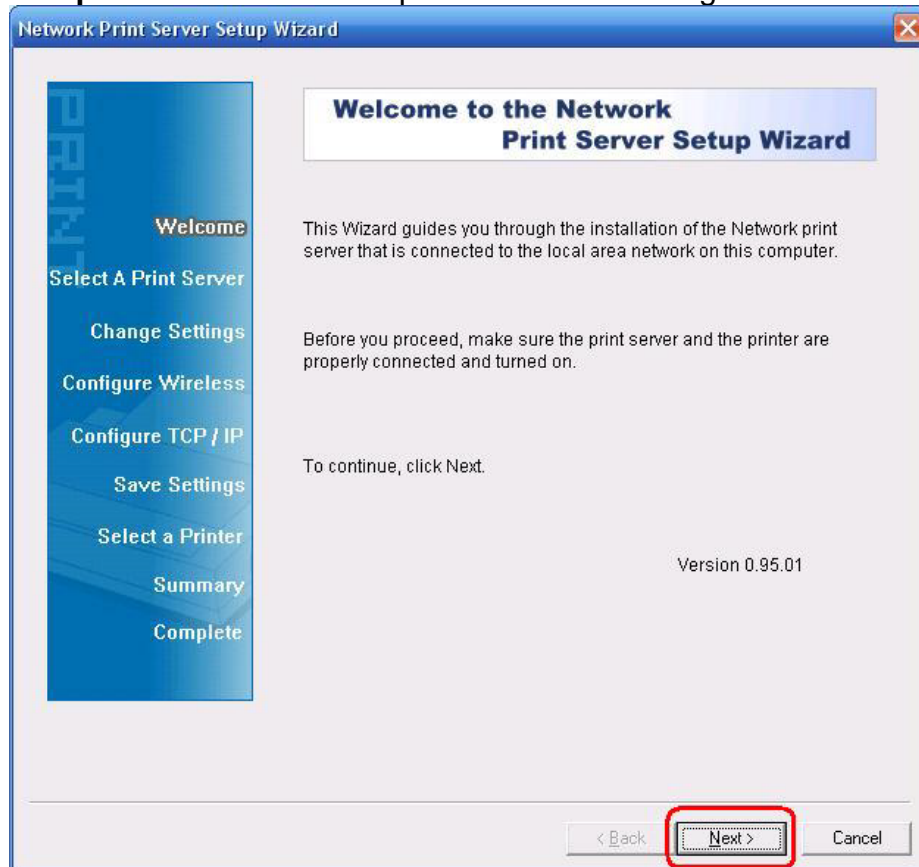 Network Print Server Setup Wizard
PRINT
Welcome
Select A Print Server
Change Settings
Configure Wireless
Configure TCP / IP
Save Settings
Select a Printer
Summary
Complete
Welcome to the Network
Print Server Setup Wizard
This Wizard guides you through the installation of the Network print
server that is connected to the local area network on this computer.
Before you proceed, make sure the print server and the printer are
properly connected and turned on.
To continue, click Next.
Version 0.95.01
< Back
Next >
Cancel